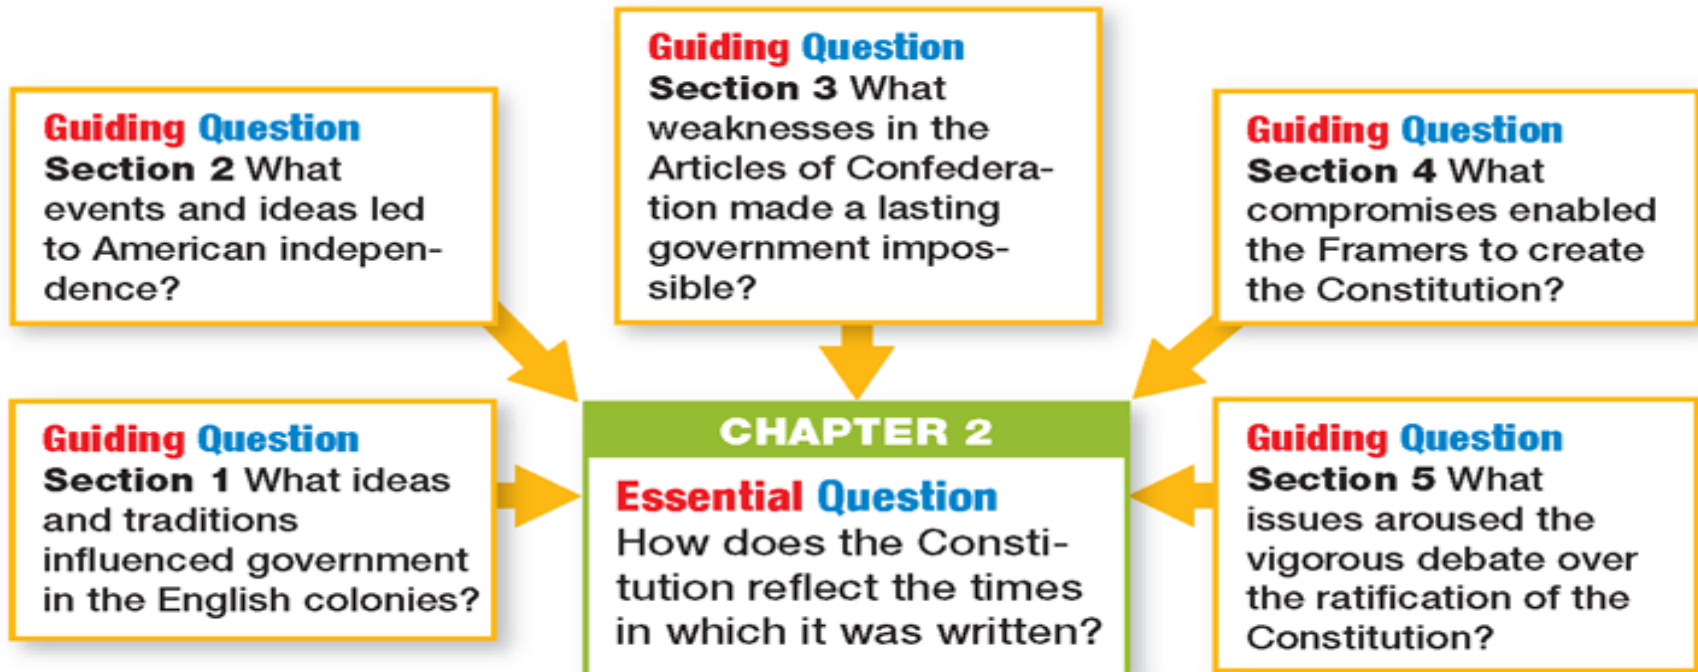 Guiding Question
Section 1 What ideas
and traditions
influenced government
in the English colonies?
Guiding Question
Section 2 What
events and ideas led
to American indepen-
dence?
Guiding Question
Section 3 What
weaknesses in the
Articles of Confedera-
tion made a lasting
government impos-
sible?
Guiding Question
Section 4 What
compromises enabled
the Framers to create
the Constitution?
Guiding Question
Section 5 What
issues aroused the
vigorous debate over
the ratification of the
Constitution?
CHAPTER 2
Essential Question
How does the Consti-
tution reflect the times
in which it was written?